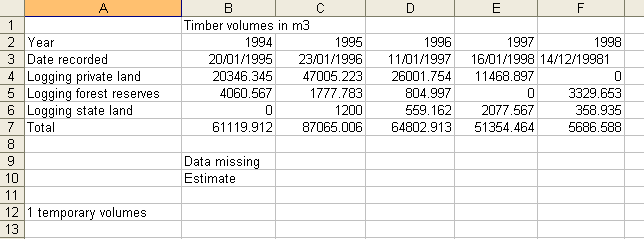 A B C D E F
1 Timber volumes in m3
2 Year 1994 1995 1996 1997 1998
3 Date recorded 20/01/1995 23/01/1996 11/01/1997 16/01/1998 14/12/19981
4 Logging private land 20346.345 47005.223 26001.754 11468.897 0
5 Logging forest reserves 4060.567 1777.783 804.997 0 3329.653
6 Logging state land 0 1200 559.162 2077.567 358.935
7 Total 61119.912 87065.006 64802.913 51354.464 5686.588
8
9 Data missing
10 Estimate
11
12 1 temporary volumes
13